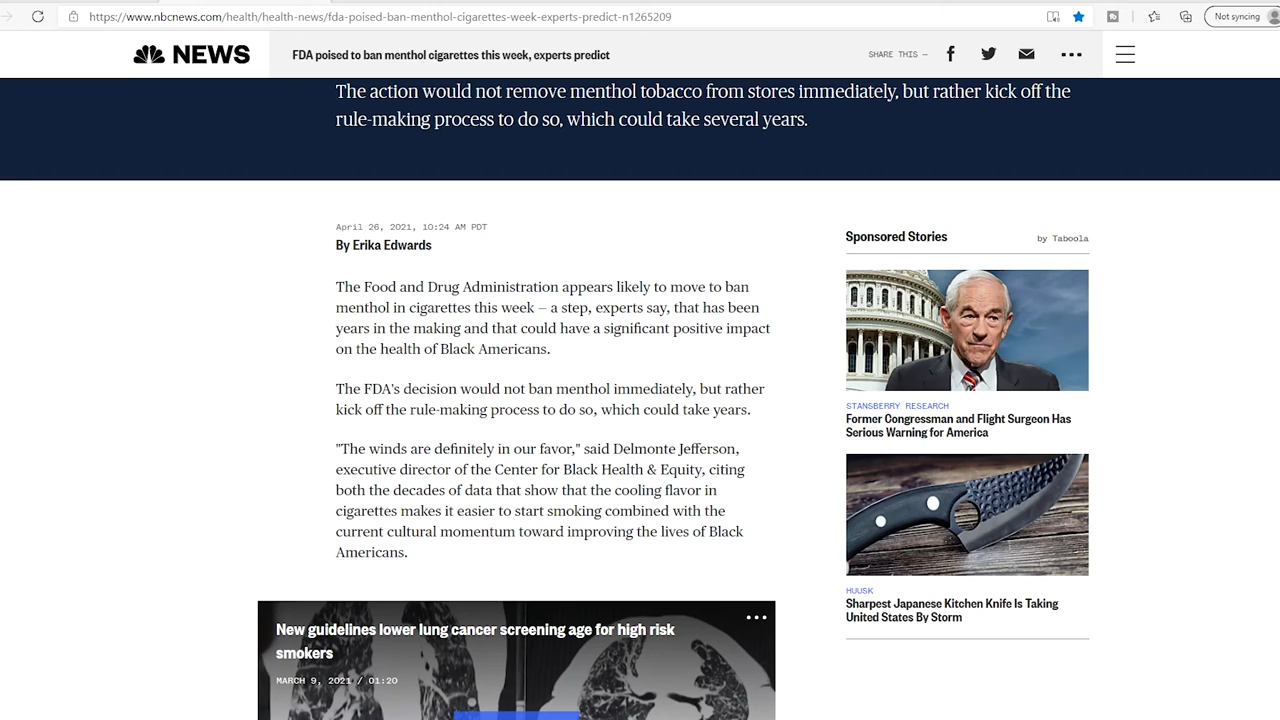 https://www.nbcnews.com/health/health-news/fda-poised-ban-menthol-cigarettes-week-experts-predict-n1265209
Not syncing
NEWS
FDA poised to ban menthol cigarettes this week, experts predict
SHARE THIS —
The action would not remove menthol tobacco from stores immediately, but rather kick off the
rule-making process to do so, which could take several years.
April 26, 2021, 10:24 AM PDT
By Erika Edwards
The Food and Drug Administration appears likely to move to ban
menthol in cigarettes this week — a step, experts say, that has been
years in the making and that could have a significant positive impact
on the health of Black Americans.
The FDA's decision would not ban menthol immediately, but rather
kick off the rule-making process to do so, which could take years.
"The winds are definitely in our favor," said Delmonte Jefferson,
executive director of the Center for Black Health & Equity, citing
both the decades of data that show that the cooling flavor in
cigarettes makes it easier to start smoking combined with the
current cultural momentum toward improving the lives of Black
Americans.
New guidelines lower lung cancer screening age for high risk
smokers
MARCH 9, 2021 / 01:20
Sponsored Stories
by Taboola
STANSBERRY RESEARCH
Former Congressman and Flight Surgeon Has
Serious Warning for America
HUUSK
Sharpest Japanese Kitchen Knife Is Taking
United States By Storm